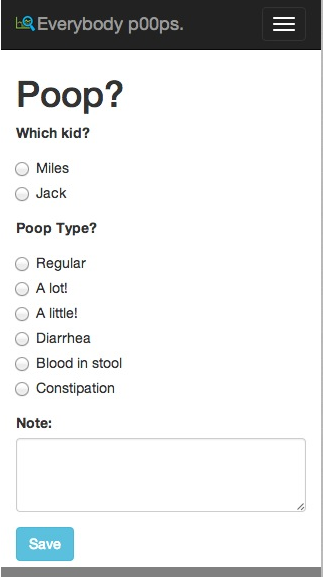 Everybody p00ps.
Poop?
Which kid?
Miles
Jack
Poop Type?
Regular
A lot!
A little!
Diarrhea
Blood in stool
Constipation
Note:
Save